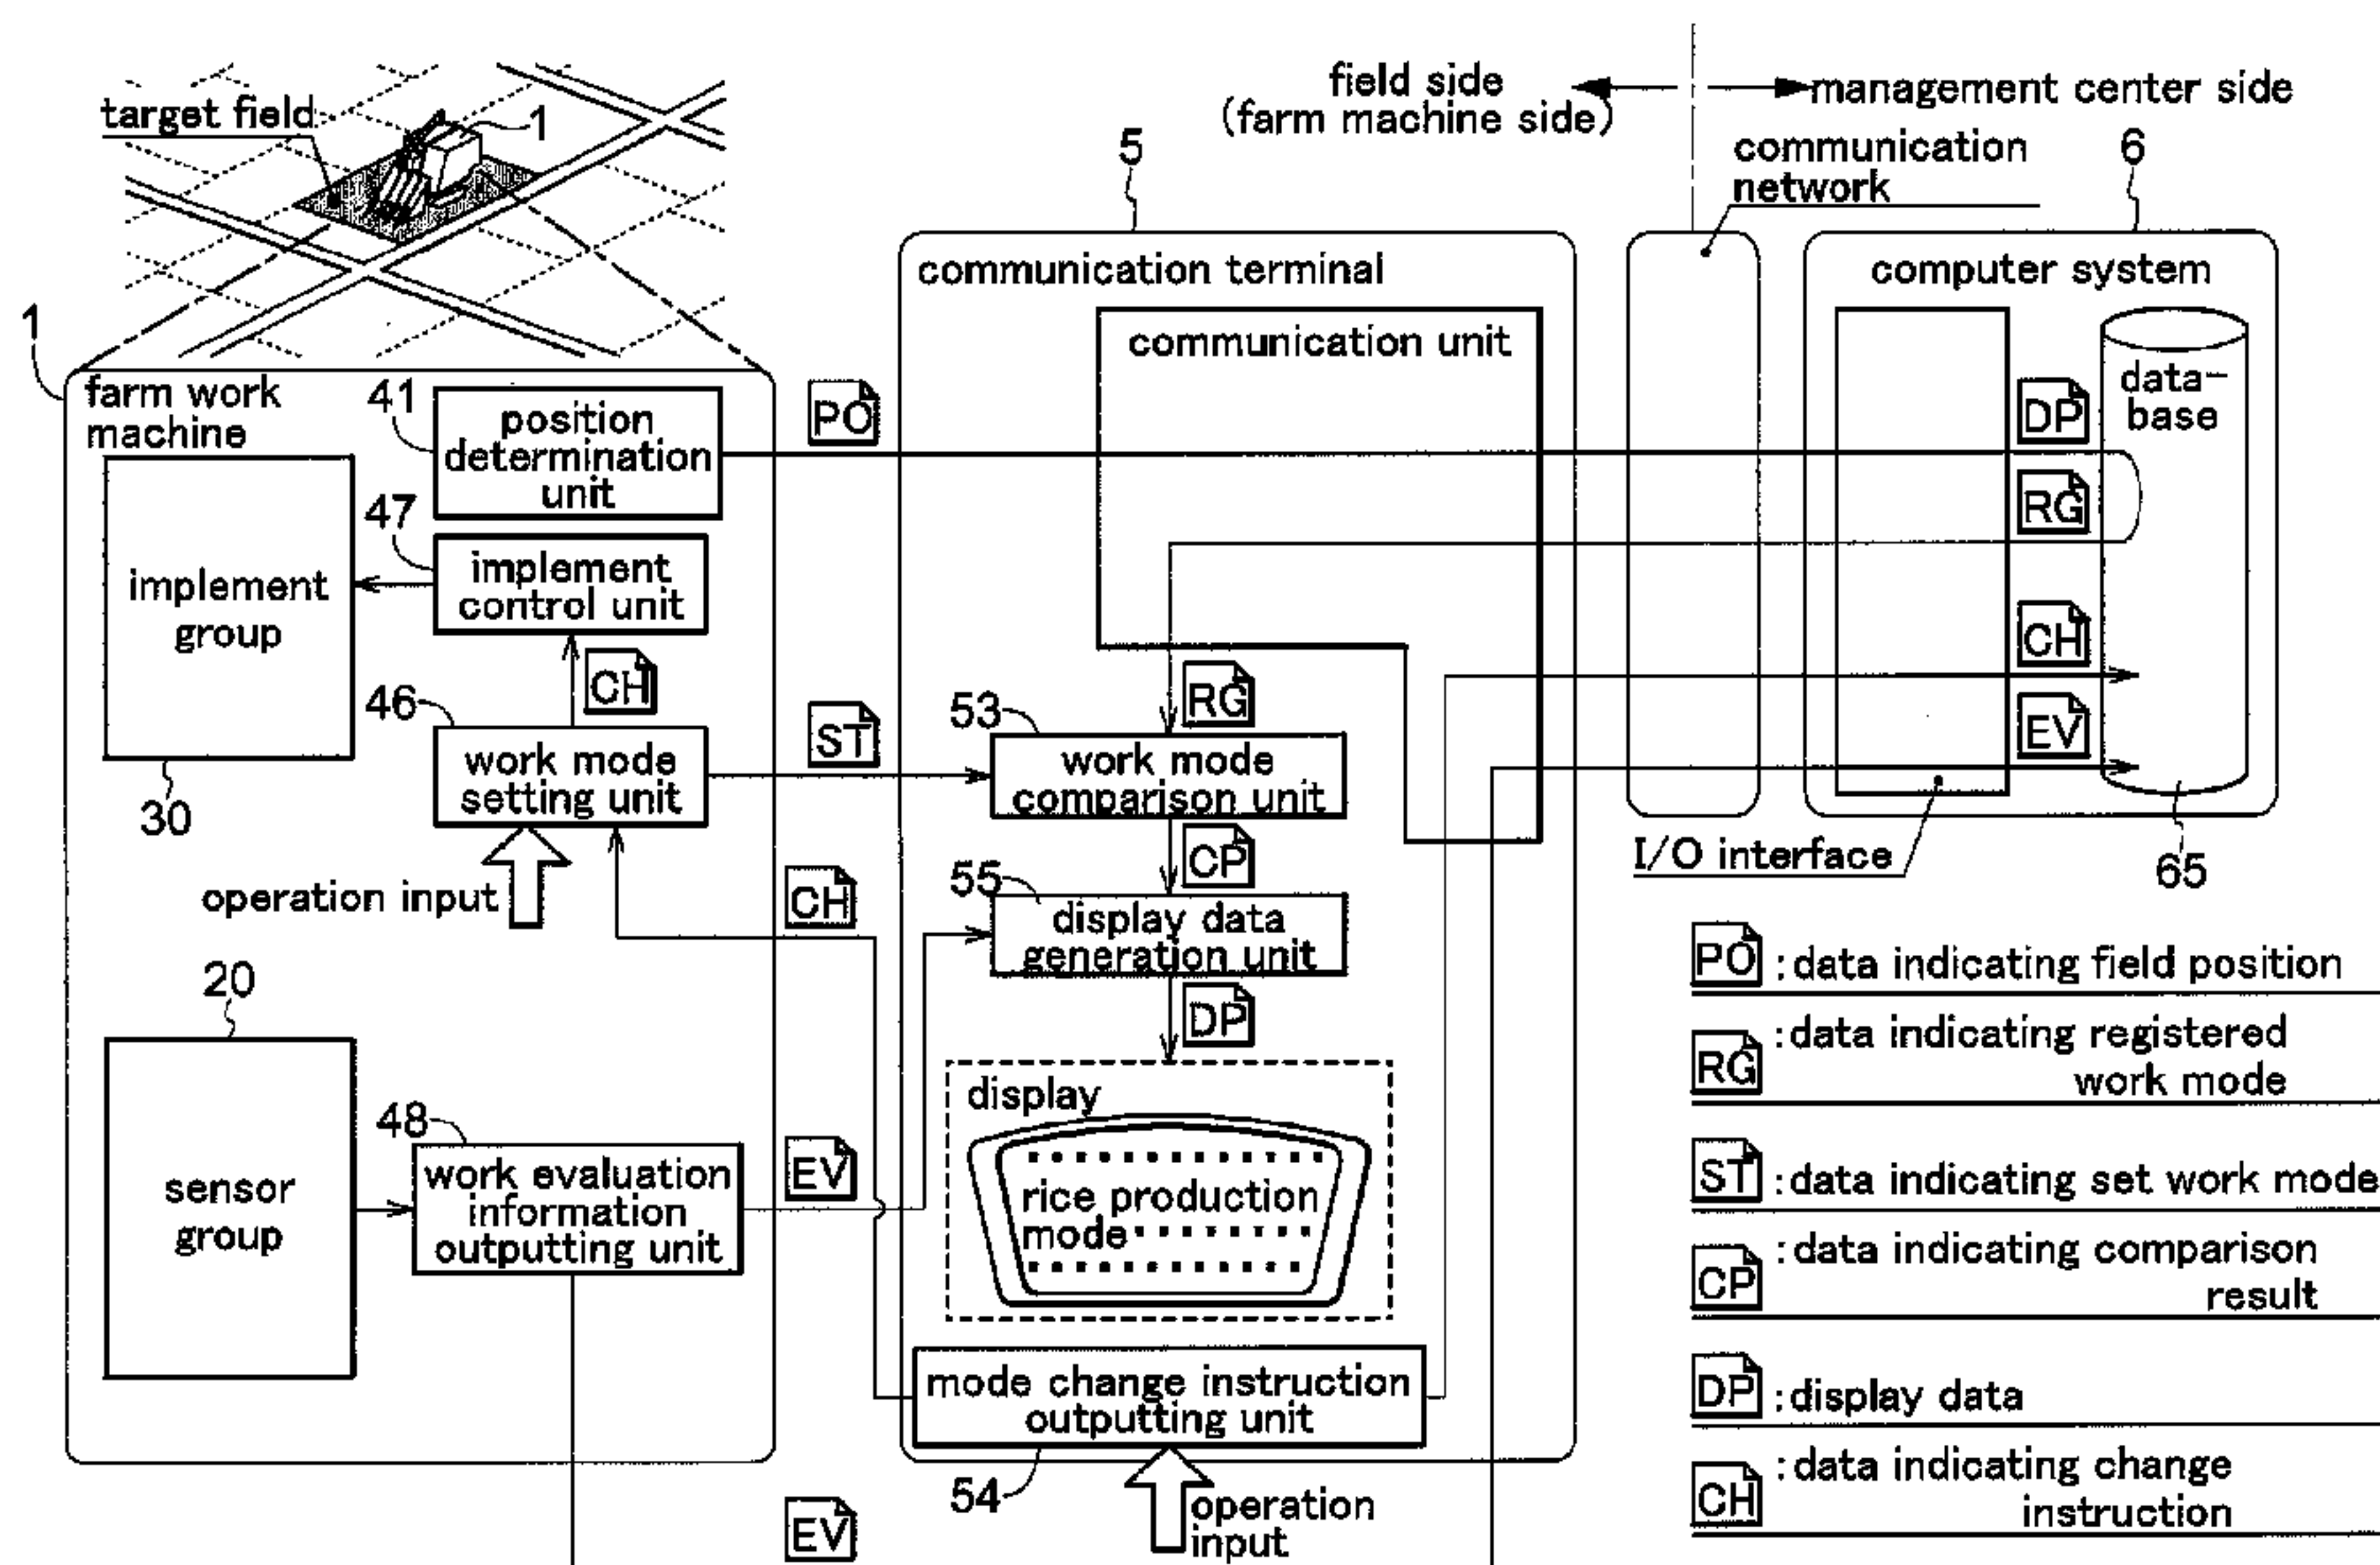 target field
1
field side
(farm machine side)
management center side
communication
network
5
6
1
farm work
machine
41
position
determination
unit
PO
47
implement
control unit
implement
group
30
CH
46
work mode
setting unit
operation input
ST
CH
20
sensor
group
48
work evaluation
information
outputting unit
EV
EV
communication terminal
communication unit
RG
53
work mode
comparison unit
CP
55
display data
generation unit
DP
display
rice production
mode
mode change instruction
outputting unit
54
operation
input
computer system
data-
base
DP
RG
CH
EV
I/O interface
65
PO :data indicating field position
RG :data indicating registered
work mode
ST :data indicating set work mode
CP :data indicating comparison
result
DP :display data
CH :data indicating change
instruction